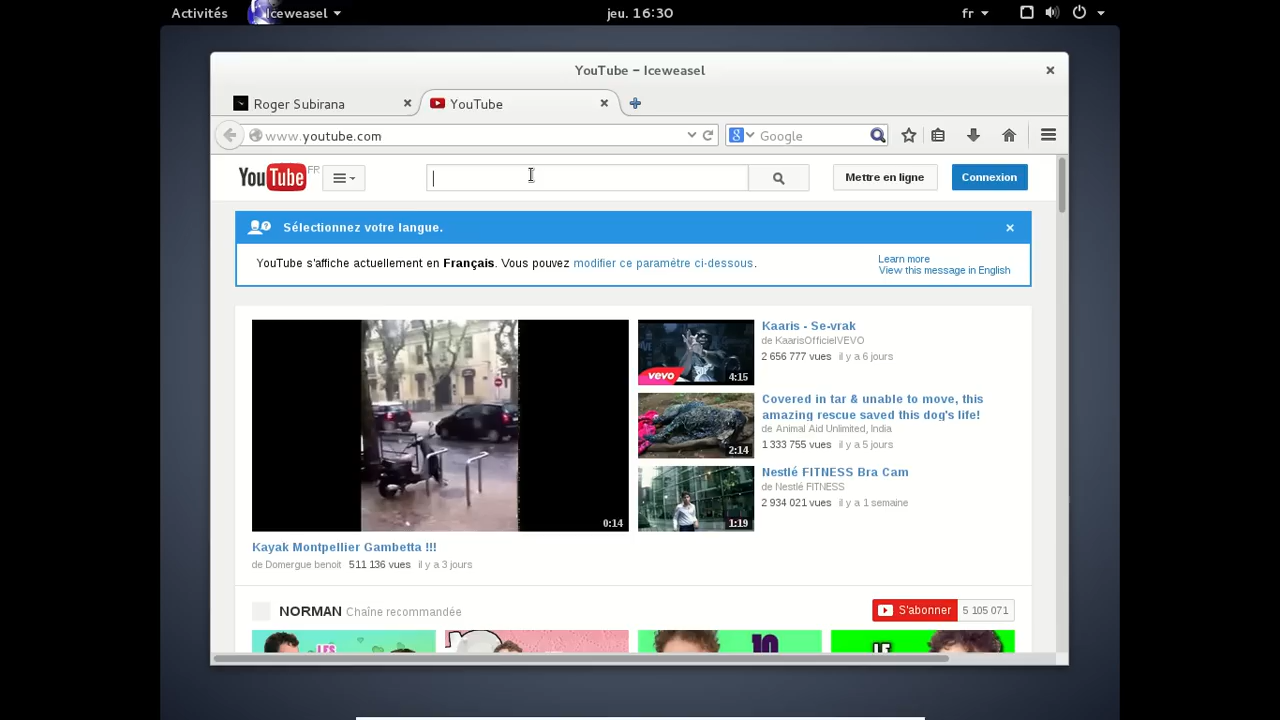 Activités
Iceweasel
jeu. 16:30
fr
YouTube – Iceweasel
Roger Subirana
YouTube
www.youtube.com
Google
YouTube FR
Mettre en ligne
Connexion
Sélectionnez votre langue.
YouTube s'affiche actuellement en Français. Vous pouvez modifier ce paramètre ci-dessous.
Learn more
View this message in English
0:14
Kayak Montpellier Gambetta !!!
de Domergue benoit 511 136 vues il y a 3 jours
vevo
4:15
Kaaris - Se-vrak
de KaarisOfficielVEVO
2 656 777 vues il y a 6 jours
2:14
Covered in tar & unable to move, this
amazing rescue saved this dog's life!
de Animal Aid Unlimited, India
1 333 755 vues il y a 5 jours
1:19
Nestlé FITNESS Bra Cam
de Nestlé FITNESS
2 934 021 vues il y a 1 semaine
NORMAN Chaîne recommandée
S'abonner 5 105 071
LES
10
LE